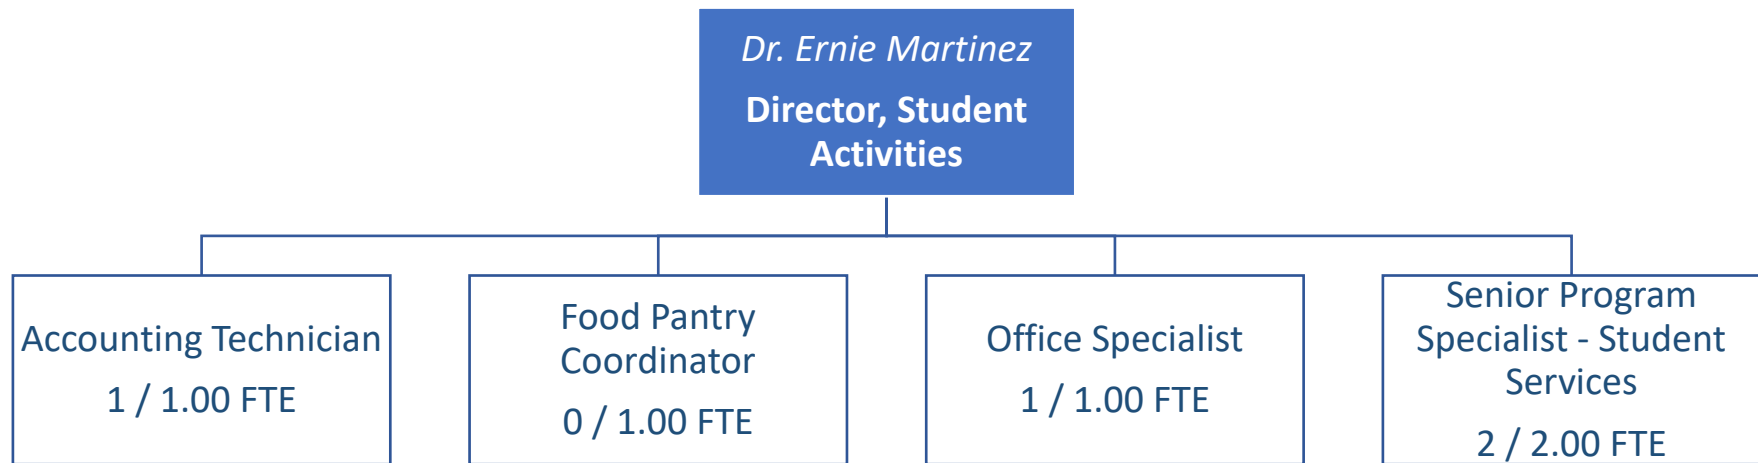 Dr. Ernie Martinez
Director, Student
Activities
Accounting Technician
1 / 1.00 FTE
Food Pantry
Coordinator
0 / 1.00 FTE
Office Specialist
1 / 1.00 FTE
Senior Program
Specialist - Student
Services
2 / 2.00 FTE